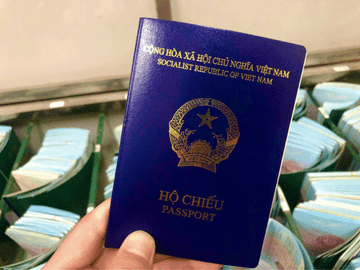 CỘNG HÒA XÃ HỘI CHỦ NGHĨA VIỆT NAM
SOCIALIST REPUBLIC OF VIET NAM
HỘ CHIẾU
PASSPORT